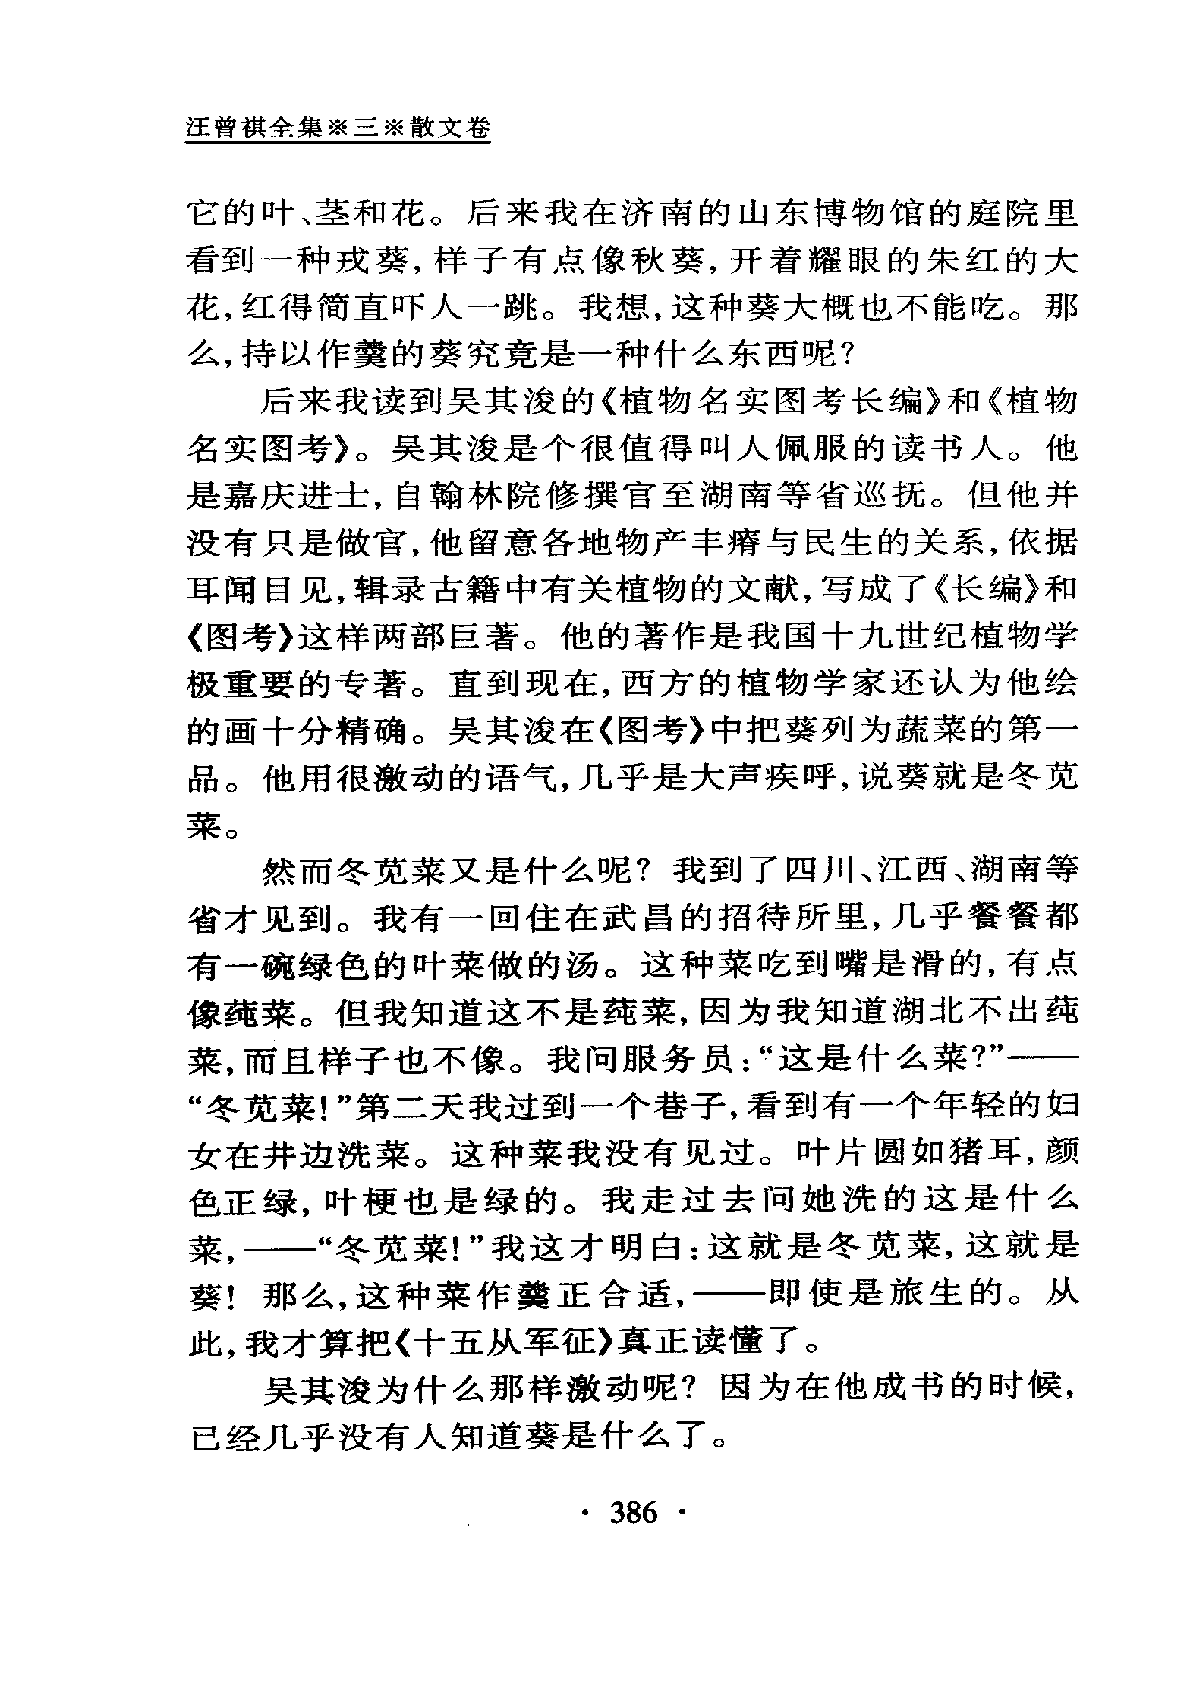 汪曾祺全集※三※散文卷
它的叶、茎和花。后来我在济南的山东博物馆的庭院里
看到一种戎葵，样子有点像秋葵，开着耀眼的朱红的大
花，红得简直吓人一跳。我想，这种葵大概也不能吃。那
么，持以作羹的葵究竟是一种什么东西呢？
后来我读到吴其浚的《植物名实图考长编》和《植物
名实图考》。吴其浚是个很值得叫人佩服的读书人。他
是嘉庆进士，自翰林院修撰官至湖南等省巡抚。但他并
没有只是做官，他留意各地物产丰瘠与民生的关系，依据
耳闻目见，辑录古籍中有关植物的文献，写成了《长编》和
《图考》这样两部巨著。他的著作是我国十九世纪植物学
极重要的专著。直到现在，西方的植物学家还认为他绘
的画十分精确。吴其浚在《图考》中把葵列为蔬菜的第一
品。他用很激动的语气，几乎是大声疾呼，说葵就是冬苋
菜。
然而冬苋菜又是什么呢？我到了四川、江西、湖南等
省才见到。我有一回住在武昌的招待所里，几乎餐餐都
有一碗绿色的叶菜做的汤。这种菜吃到嘴是滑的，有点
像莼菜。但我知道这不是莼菜，因为我知道湖北不出莼
菜，而且样子也不像。我问服务员：“这是什么菜？”——
“冬苋菜！”第二天我过到一个巷子，看到有一个年轻的妇
女在井边洗菜。这种菜我没有见过。叶片圆如猪耳，颜
色正绿，叶梗也是绿的。我走过去问她洗的这是什么
菜，——“冬苋菜！”我这才明白：这就是冬苋菜，这就是
葵！那么，这种菜作羹正合适，——即使是旅生的。从
此，我才算把《十五从军征》真正读懂了。
吴其浚为什么那样激动呢？因为在他成书的时候，
已经几乎没有人知道葵是什么了。
· 386 ·